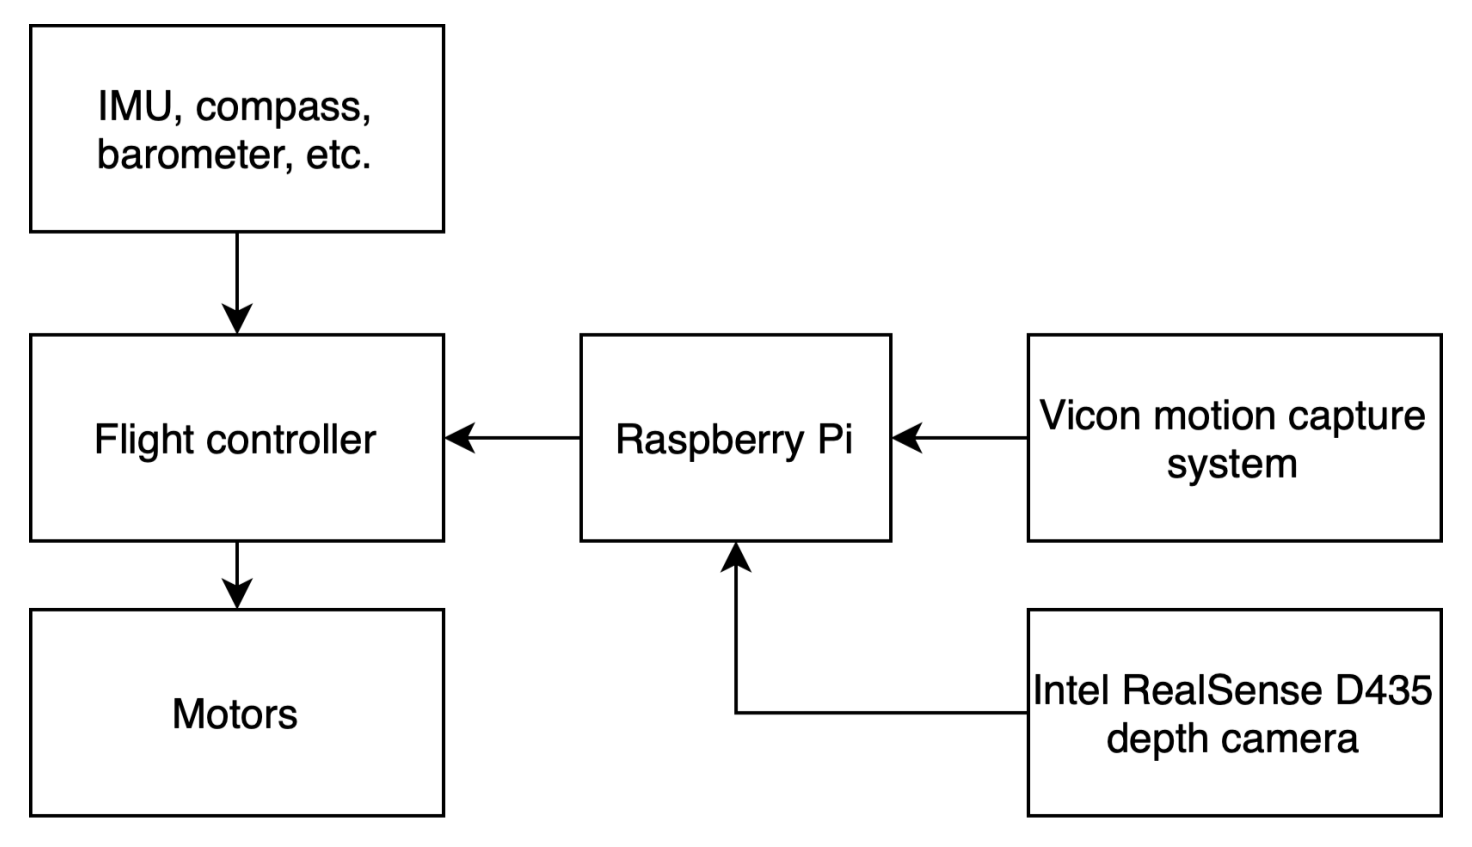 IMU, compass,
barometer, etc.
Flight controller
Raspberry Pi
Vicon motion capture
system
Motors
Intel RealSense D435
depth camera